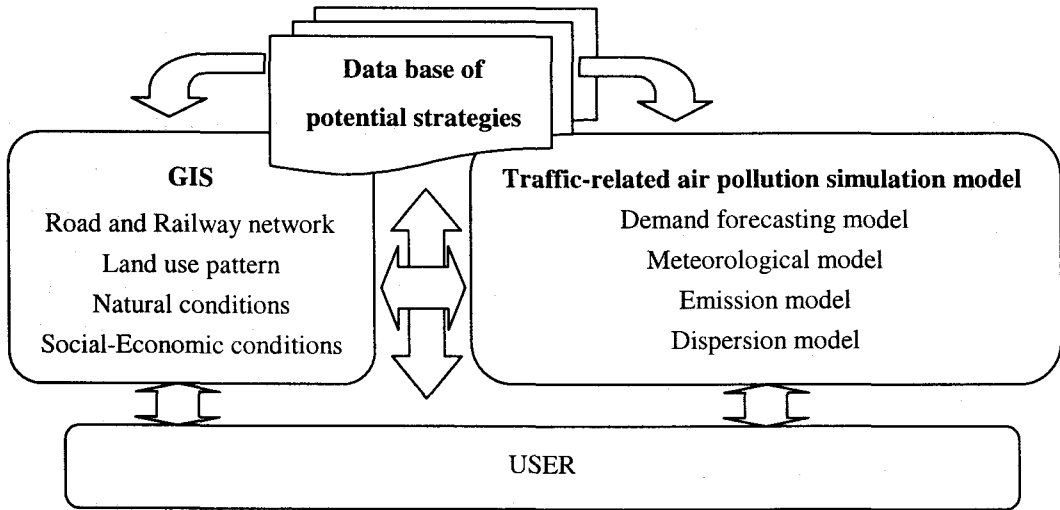 Data base of
potential strategies
GIS
Road and Railway network
Land use pattern
Natural conditions
Social-Economic conditions
Traffic-related air pollution simulation model
Demand forecasting model
Meteorological model
Emission model
Dispersion model
USER